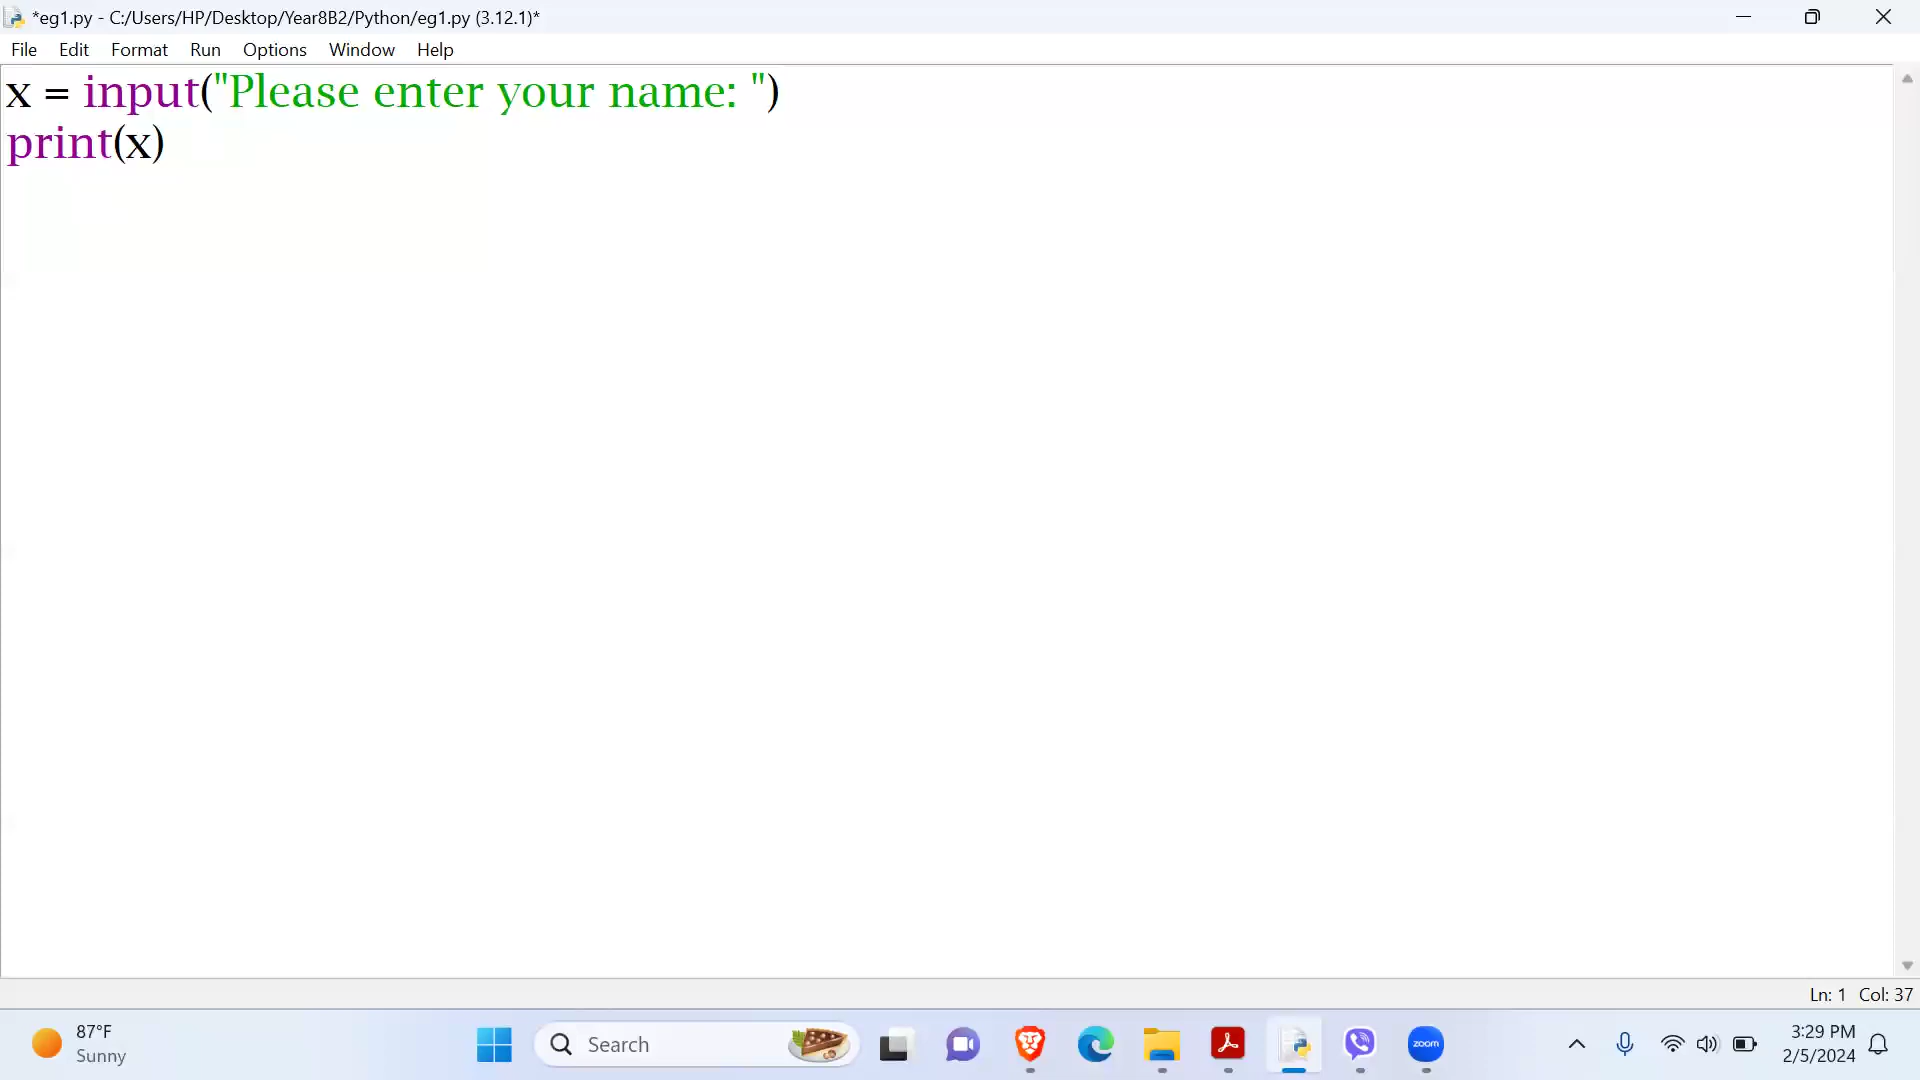 *eg1.py - C:/Users/HP/Desktop/Year8B2/Python/eg1.py (3.12.1)*
File Edit Format Run Options Window Help
x = input("Please enter your name: ")
print(x)
Ln: 1 Col: 37
87°F
Sunny
Search
zoom
3:29 PM
2/5/2024